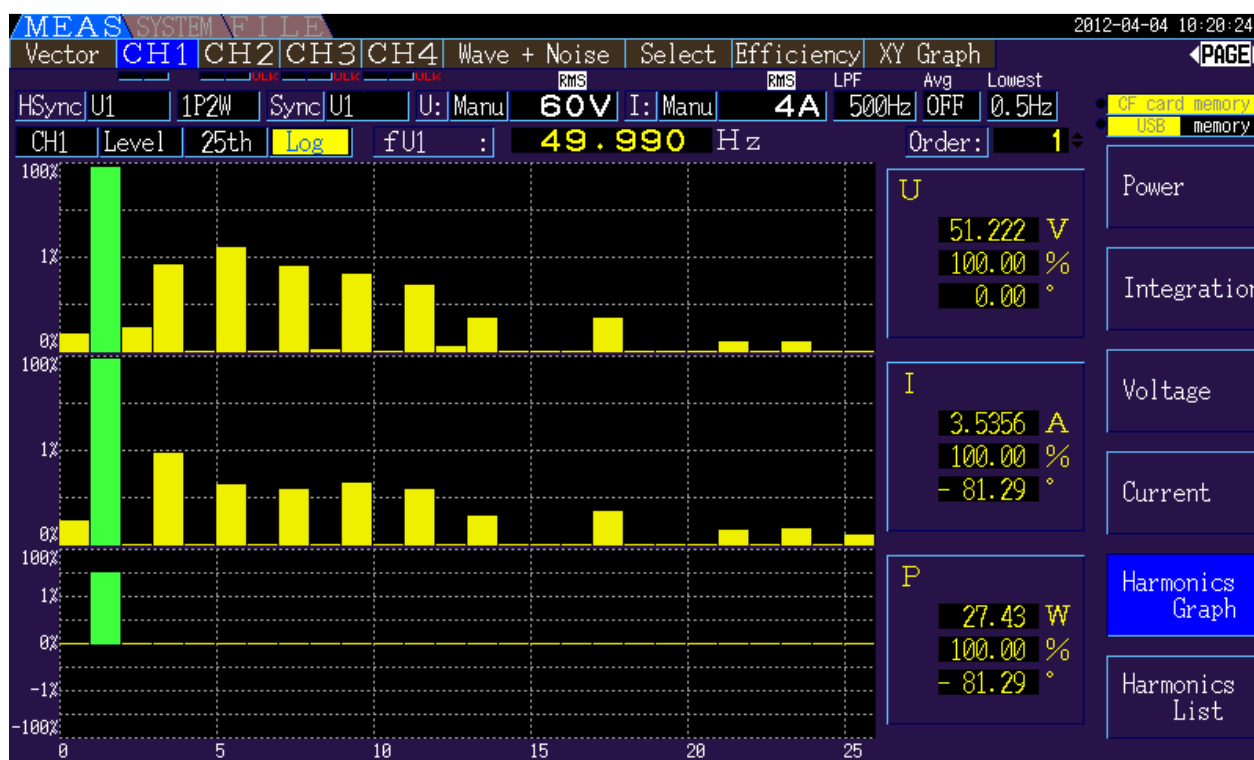 MEAS SYSTEM FILE 2012-04-04 10:20:24
Vector CH1 CH2 CH3 CH4 Wave + Noise Select Efficiency XY Graph PAGE
ULK ULK ULK RMS RMS LPF Avg Lowest
HSync U1 1P2W Sync U1 U: Manu 60V I: Manu 4A 500Hz OFF 0.5Hz CF card memory
USB memory
CH1 Level 25th Log fU1 : 49.990 Hz Order: 1
100%
1%
0%
U
51.222 V
100.00 %
0.00 °
100%
1%
0%
I
3.5356 A
100.00 %
- 81.29 °
100%
1%
0%
-1%
-100%
P
27.43 W
100.00 %
- 81.29 °
0 5 10 15 20 25
Power
Integration
Voltage
Current
Harmonics
Graph
Harmonics
List